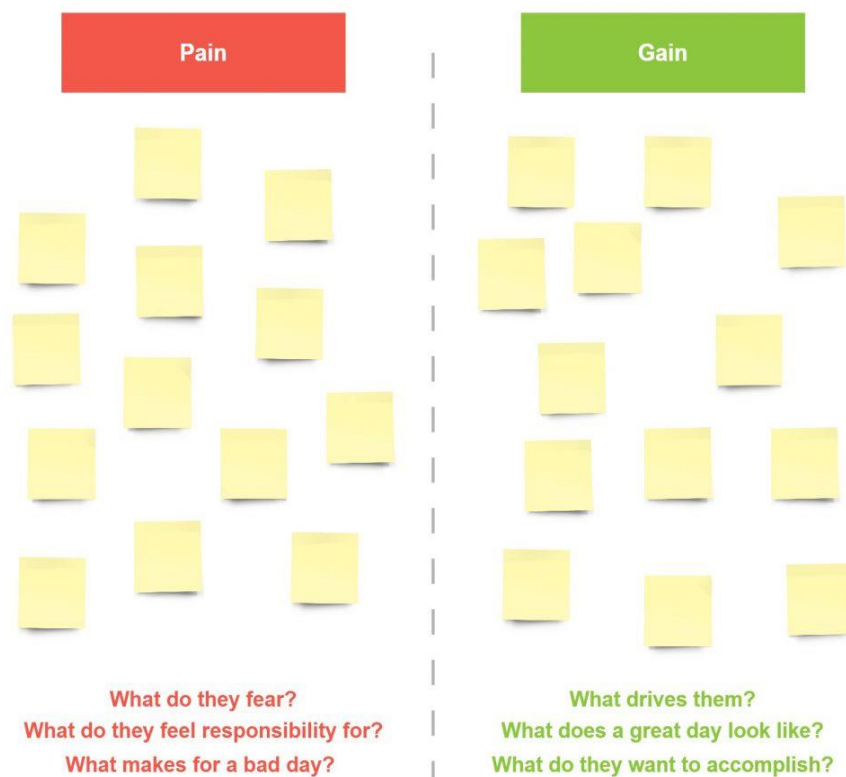 Pain
Gain
What do they fear?
What do they feel responsibility for?
What makes for a bad day?
What drives them?
What does a great day look like?
What do they want to accomplish?